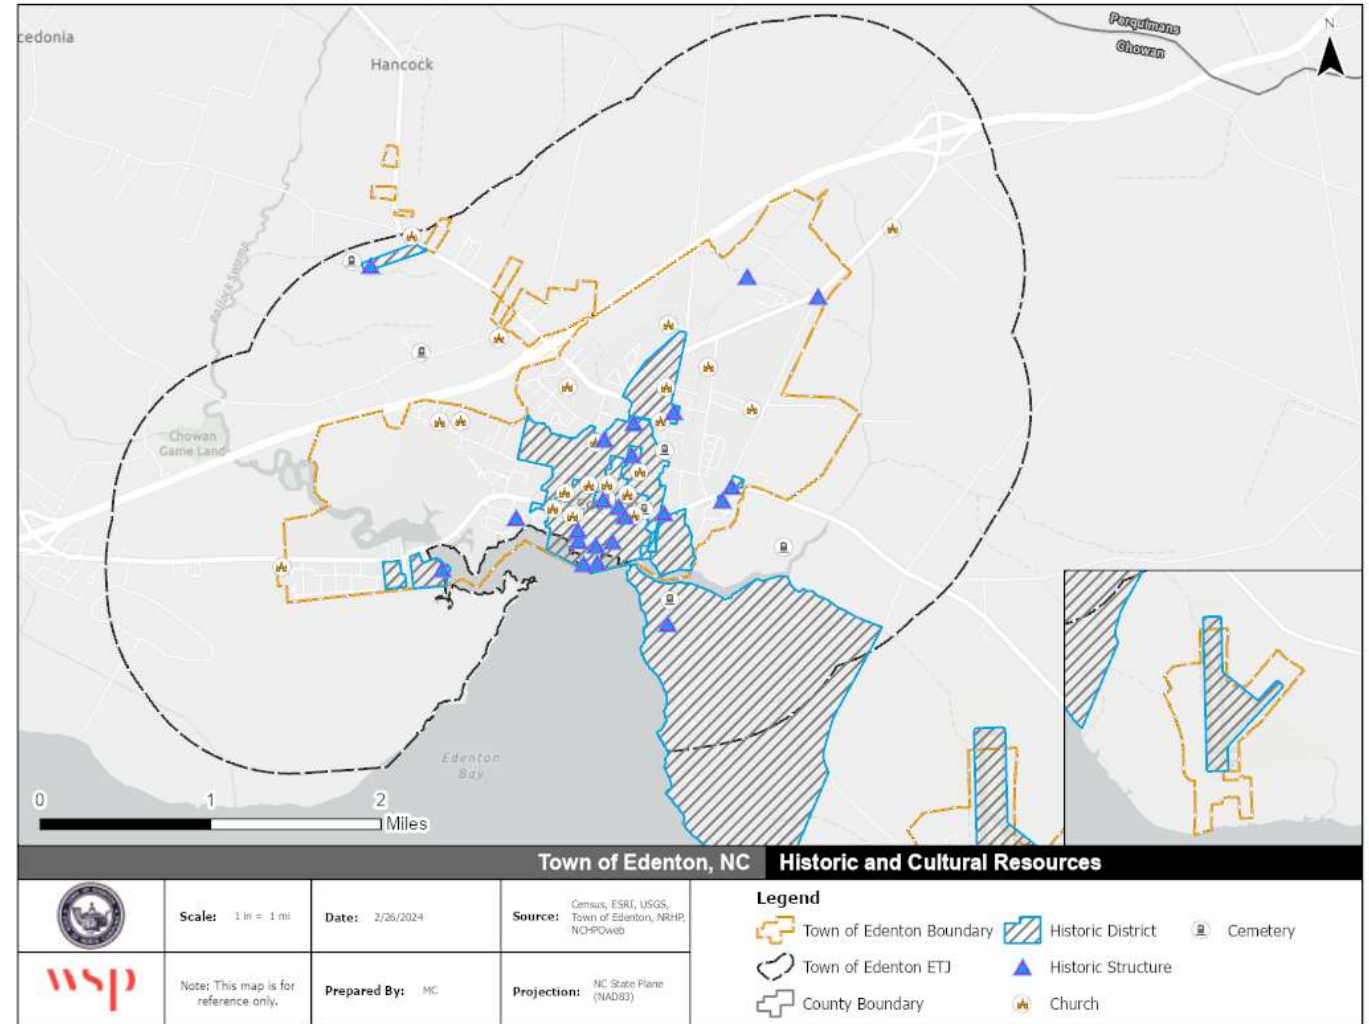 cedonia
Hancock
Perquimans
Chowan
N
Chowan
Game Land
Edenton
Bay
0 1 2
Miles
Town of Edenton, NC Historic and Cultural Resources
Scale: 1 in = 1 mi
Date: 2/26/2024
Source: Census, ESRI, USGS,
Town of Edenton, NRHP,
NCHPOweb
wsp
Note: This map is for
reference only.
Prepared By: MC
Projection: NC State Plane
(NAD83)
Legend
Town of Edenton Boundary
Town of Edenton ETJ
County Boundary
Historic District
Historic Structure
Church
Cemetery